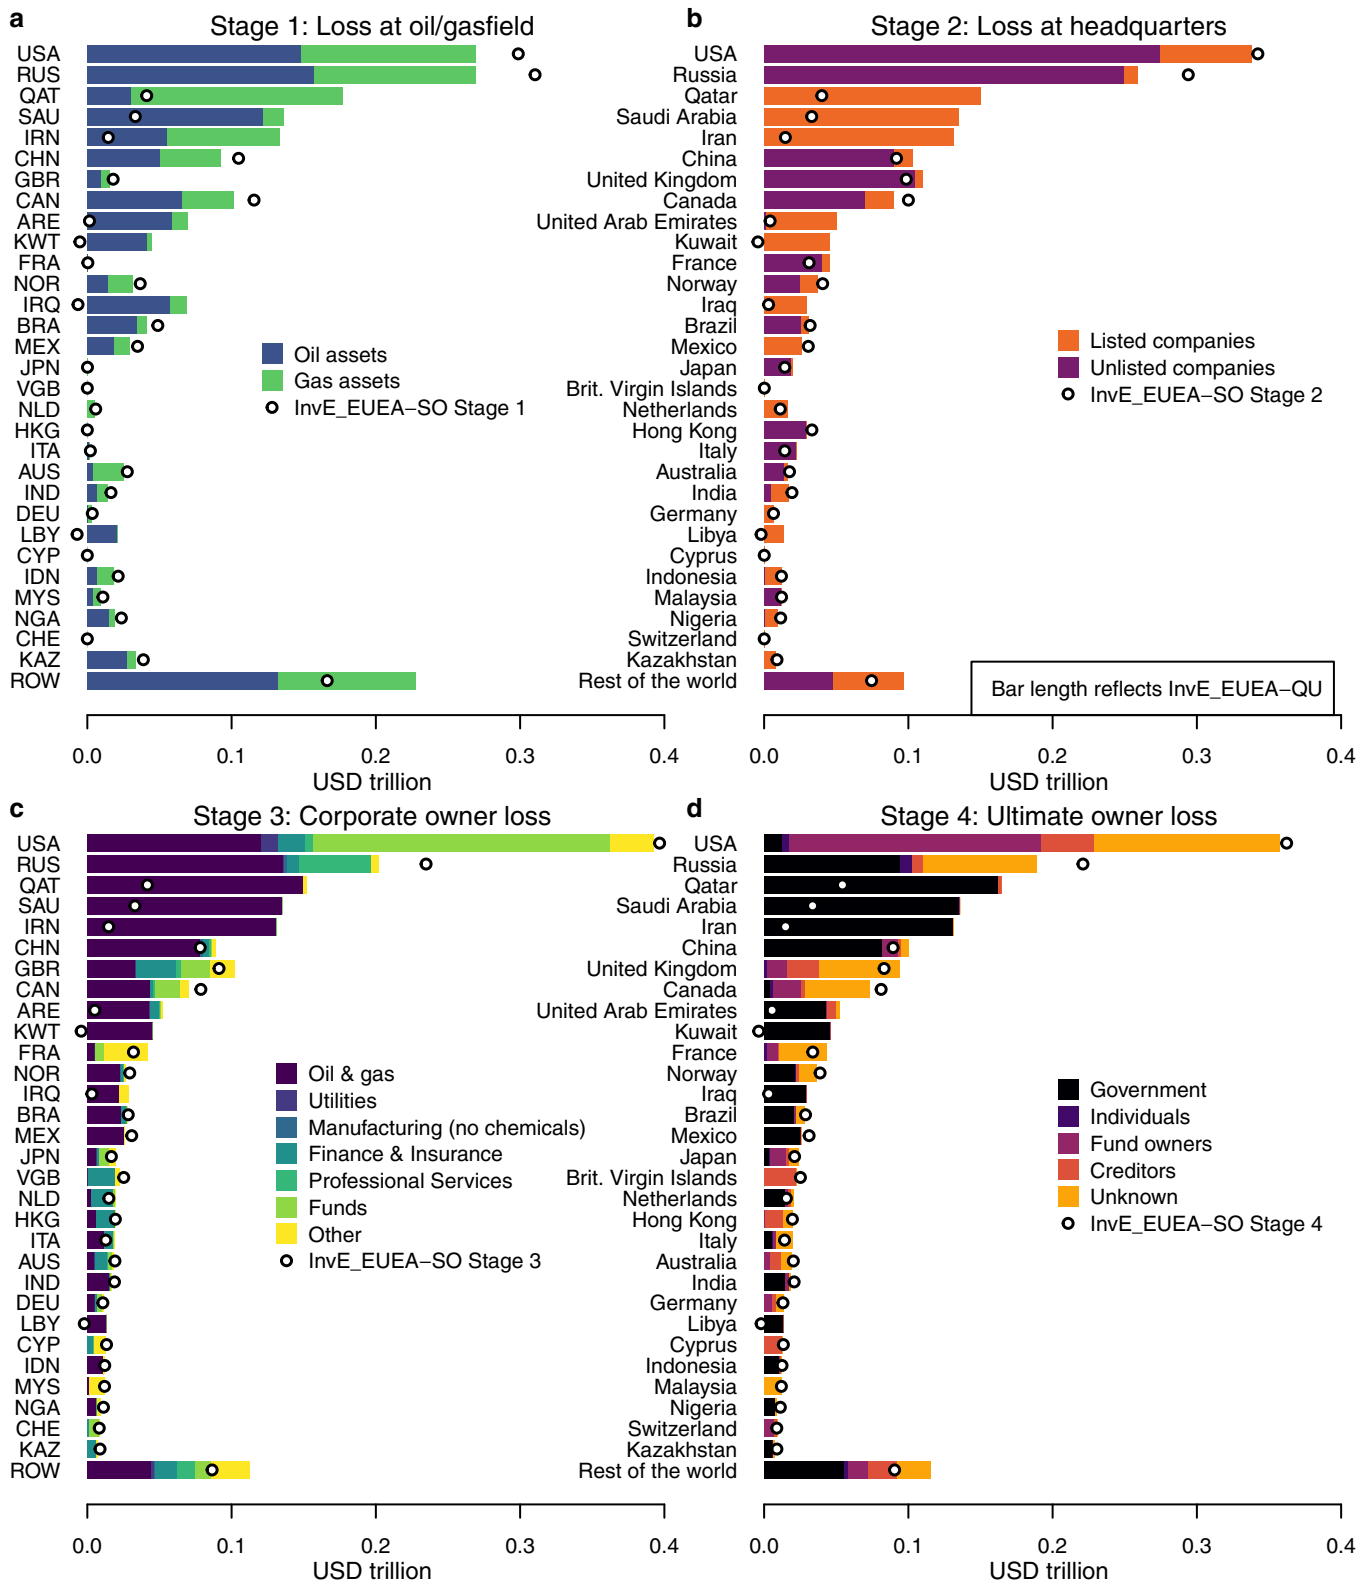 a
Stage 1: Loss at oil/gasfield
USA
RUS
QAT
SAU
IRN
CHN
GBR
CAN
ARE
KWT
FRA
NOR
IRQ
BRA
MEX
JPN
VGB
NLD
HKG
ITA
AUS
IND
DEU
LBY
CYP
IDN
MYS
NGA
CHE
KAZ
ROW
Oil assets
Gas assets
InvE_EUEA−SO Stage 1
0.0 0.1 0.2 0.3 0.4
USD trillion
b
Stage 2: Loss at headquarters
USA
Russia
Qatar
Saudi Arabia
Iran
China
United Kingdom
Canada
United Arab Emirates
Kuwait
France
Norway
Iraq
Brazil
Mexico
Japan
Brit. Virgin Islands
Netherlands
Hong Kong
Italy
Australia
India
Germany
Libya
Cyprus
Indonesia
Malaysia
Nigeria
Switzerland
Kazakhstan
Rest of the world
Listed companies
Unlisted companies
InvE_EUEA−SO Stage 2
Bar length reflects InvE_EUEA−QU
0.0 0.1 0.2 0.3 0.4
USD trillion
c
Stage 3: Corporate owner loss
USA
RUS
QAT
SAU
IRN
CHN
GBR
CAN
ARE
KWT
FRA
NOR
IRQ
BRA
MEX
JPN
VGB
NLD
HKG
ITA
AUS
IND
DEU
LBY
CYP
IDN
MYS
NGA
CHE
KAZ
ROW
Oil & gas
Utilities
Manufacturing (no chemicals)
Finance & Insurance
Professional Services
Funds
Other
InvE_EUEA−SO Stage 3
0.0 0.1 0.2 0.3 0.4
USD trillion
d
Stage 4: Ultimate owner loss
USA
Russia
Qatar
Saudi Arabia
Iran
China
United Kingdom
Canada
United Arab Emirates
Kuwait
France
Norway
Iraq
Brazil
Mexico
Japan
Brit. Virgin Islands
Netherlands
Hong Kong
Italy
Australia
India
Germany
Libya
Cyprus
Indonesia
Malaysia
Nigeria
Switzerland
Kazakhstan
Rest of the world
Government
Individuals
Fund owners
Creditors
Unknown
InvE_EUEA−SO Stage 4
0.0 0.1 0.2 0.3 0.4
USD trillion